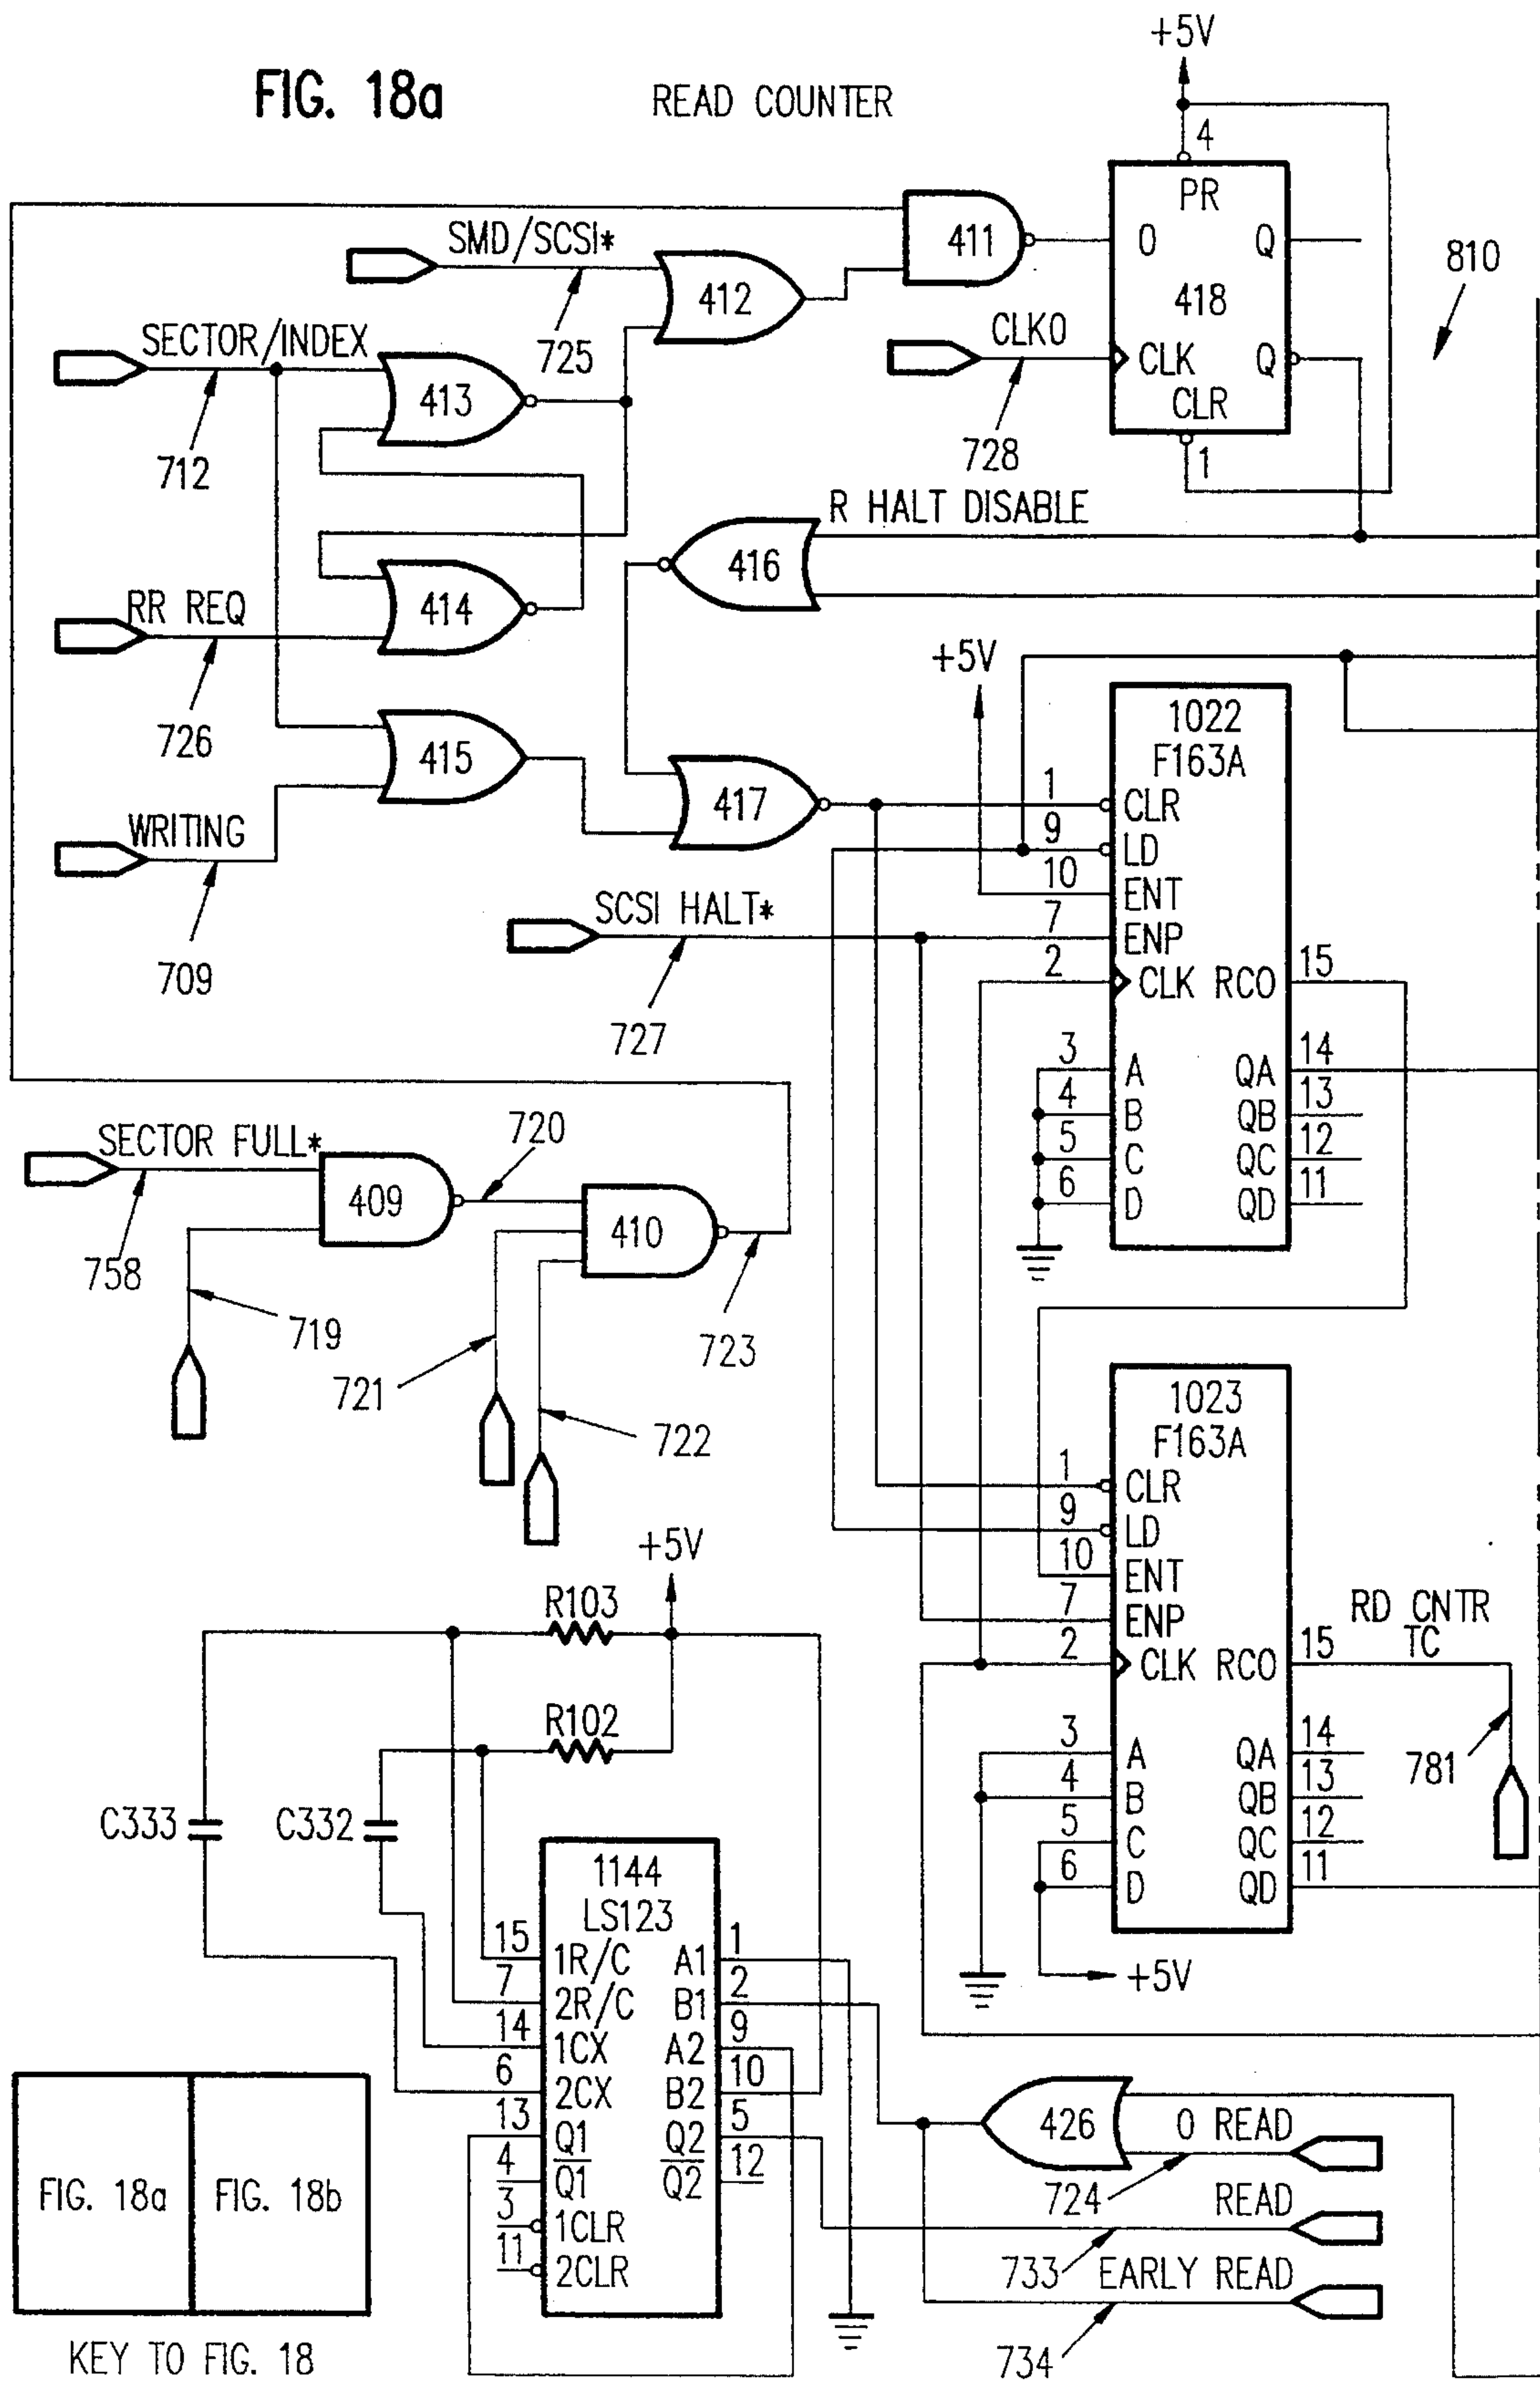 FIG. 18a
READ COUNTER
+5V
4
PR
411
O
Q
810
SMD/SCSI*
412
418
725
CLK0
CLK
Q
SECTOR/INDEX
413
CLR
712
728
1
R HALT DISABLE
416
RR REQ
414
726
+5V
415
417
WRITING
709
1022
F163A
1
CLR
9
LD
10
ENT
SCSI HALT*
7
ENP
2
CLK
RCO
15
727
3
A
QA
14
4
B
QB
13
5
C
QC
12
6
D
QD
11
SECTOR FULL*
720
409
410
758
719
721
723
722
1023
F163A
1
CLR
9
LD
10
ENT
7
ENP
2
CLK
RCO
15
RD CNTR
TC
781
3
A
QA
14
4
B
QB
13
5
C
QC
12
6
D
QD
11
+5V
+5V
R103
R102
C333
C332
1144
LS123
15
1R/C
A1
1
7
2R/C
B1
2
14
1CX
A2
9
6
2CX
B2
10
13
Q1
Q2
5
4
Q1
Q2
12
3
1CLR
11
2CLR
426
O READ
724
READ
733
EARLY READ
734
FIG. 18a
FIG. 18b
KEY TO FIG. 18